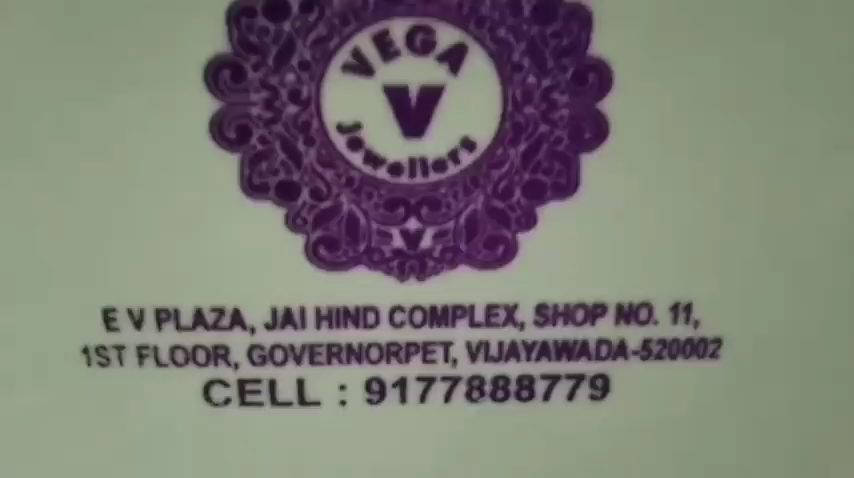 VEGA
V
Jewellers
V
E V PLAZA, JAI HIND COMPLEX, SHOP NO. 11,
1ST FLOOR, GOVERNORPET, VIJAYAWADA-520002
CELL : 9177888779